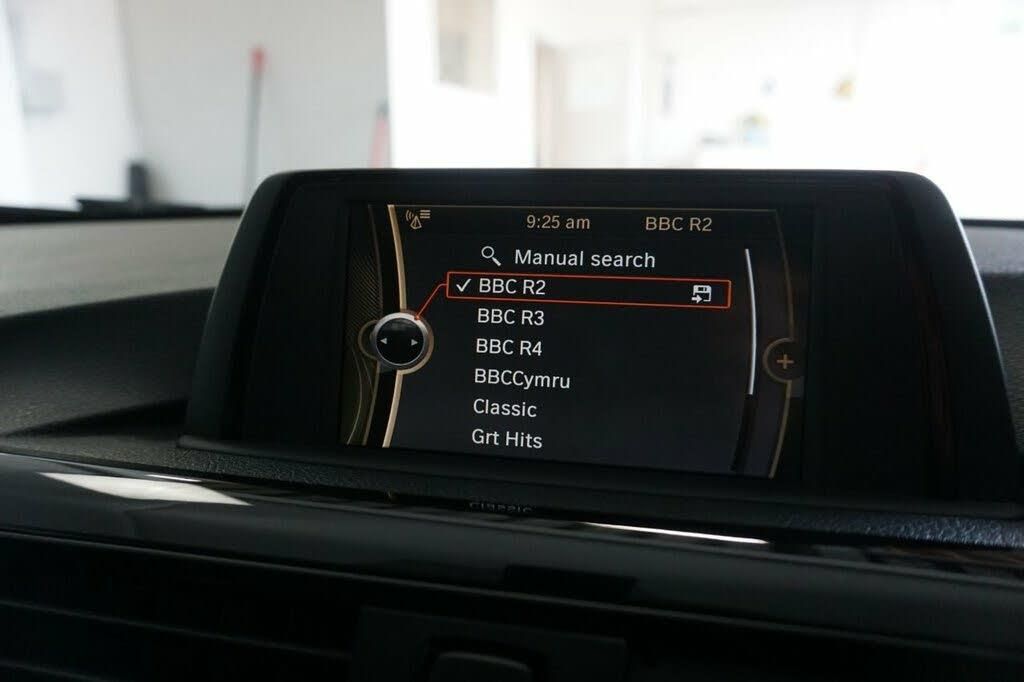 9:25 am BBC R2
Manual search
BBC R2
BBC R3
BBC R4
BBCCymru
Classic
Grt Hits